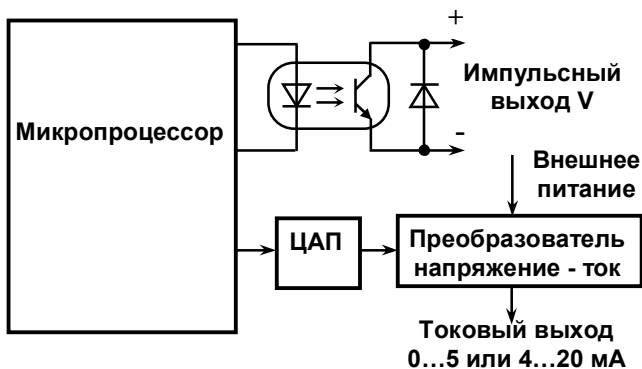 Микропроцессор
+
Импульсный
выход V
-
Внешнее
питание
ЦАП
Преобразователь
напряжение - ток
Токовый выход
0...5 или 4...20 мА